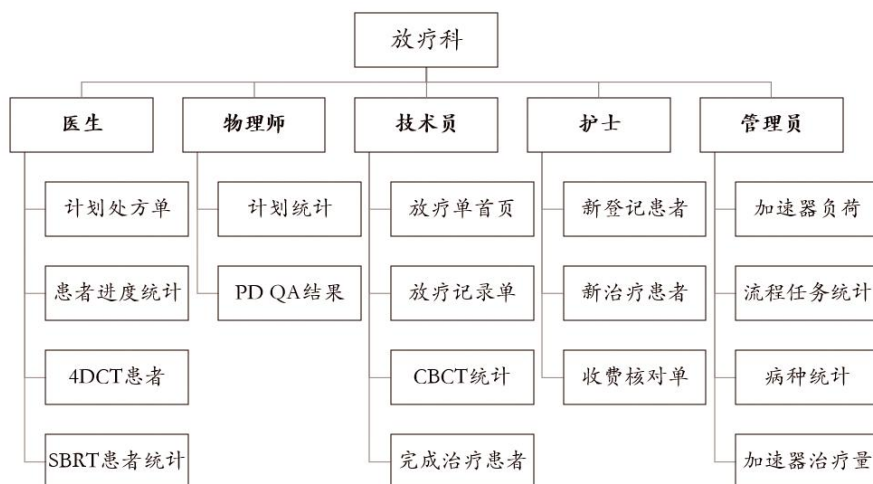 放疗科
医生
物理师
技术员
护士
管理员
计划处方单
计划统计
放疗单首页
新登记患者
加速器负荷
患者进度统计
PD QA结果
放疗记录单
新治疗患者
流程任务统计
4DCT患者
CBCT统计
收费核对单
病种统计
SBRT患者统计
完成治疗患者
加速器治疗量